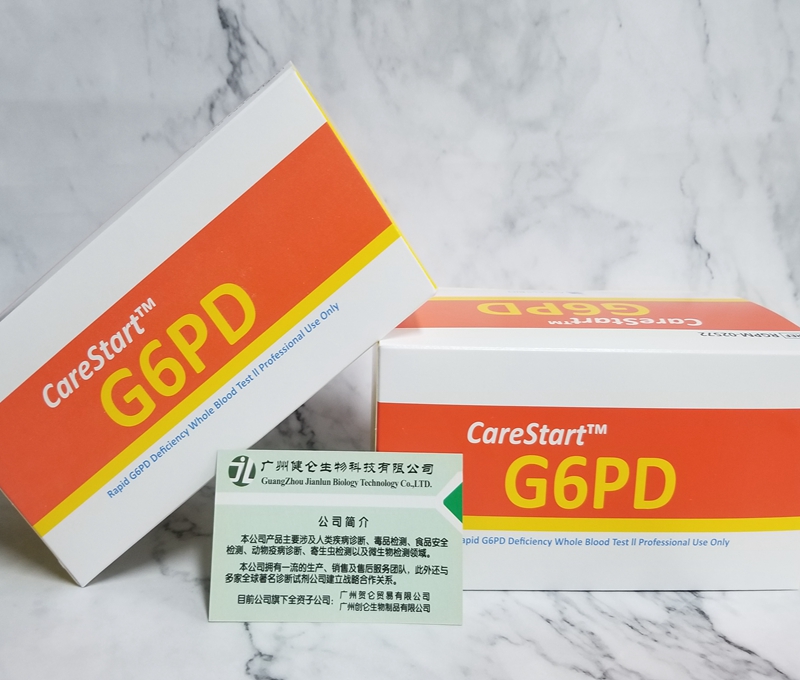 CareStart™
G6PD
Rapid G6PD Deficiency Whole Blood Test ll Professional Use Only
CareStart™
G6PD
RGPM-02572
CareStart™
G6PD
apid G6PD Deficiency Whole Blood Test ll Professional Use Only
jl
广州健仑生物科技有限公司
GuangZhou Jianlun Biology Technology Co.,LTD.
公司简介
本公司产品主要涉及人类疾病诊断、毒品检测、食品安全
检测、动物疫病诊断、寄生虫检测以及微生物检测领域。
本公司拥有一流的生产、销售及售后服务团队，此外还与
多家全球著名诊断试剂公司建立战略合作关系。
目前公司旗下全资子公司：广州贺仑贸易有限公司
广州创仑生物制品有限公司